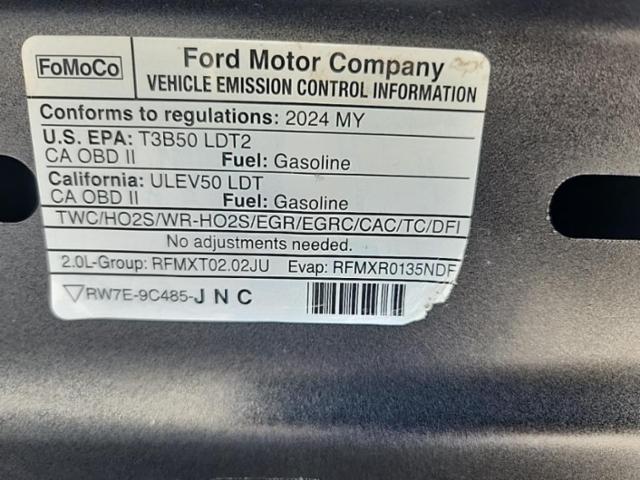 FoMoCo
Ford Motor Company
VEHICLE EMISSION CONTROL INFORMATION
Conforms to regulations: 2024 MY
U.S. EPA: T3B50 LDT2
CA OBD II Fuel: Gasoline
California: ULEV50 LDT
CA OBD II Fuel: Gasoline
TWC/HO2S/WR-HO2S/EGR/EGRC/CAC/TC/DFI
No adjustments needed.
2.0L-Group: RFMXT02.02JU Evap: RFMXR0135NDF
RW7E-9C485-J N C